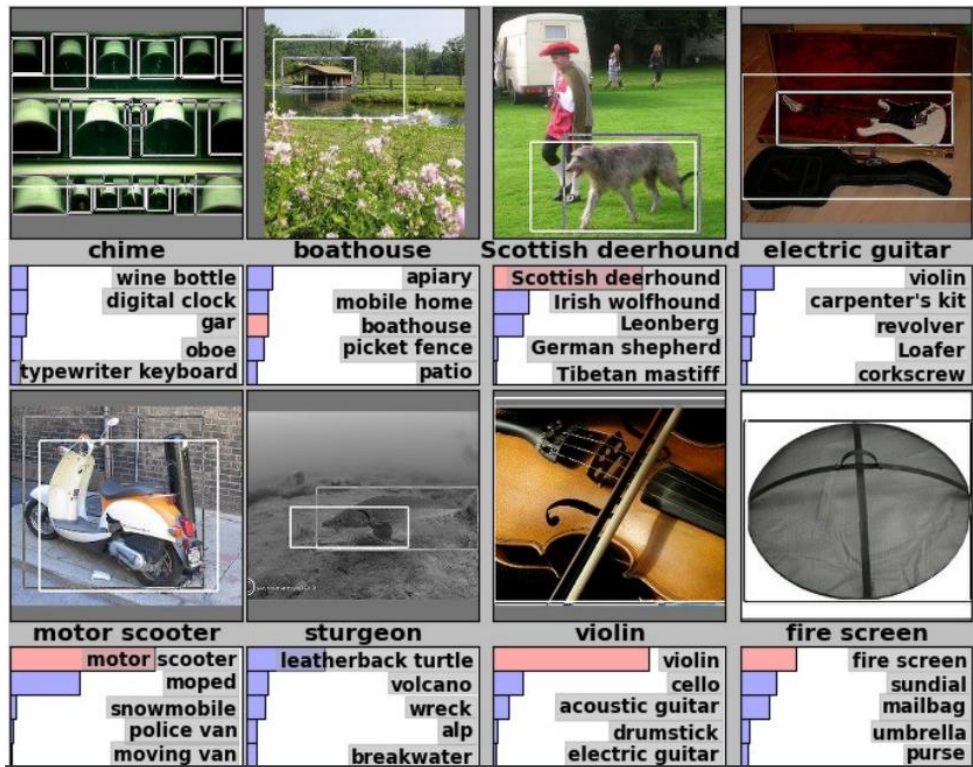 chime
boathouse
Scottish deerhound
electric guitar
wine bottle
digital clock
gar
oboe
typewriter keyboard
apiary
mobile home
boathouse
picket fence
patio
Scottish deerhound
Irish wolfhound
Leonberg
German shepherd
Tibetan mastiff
violin
carpenter's kit
revolver
Loafer
corkscrew
motor scooter
sturgeon
violin
fire screen
motor scooter
moped
snowmobile
police van
moving van
leatherback turtle
volcano
wreck
alp
breakwater
violin
cello
acoustic guitar
drumstick
electric guitar
fire screen
sundial
mailbag
umbrella
purse